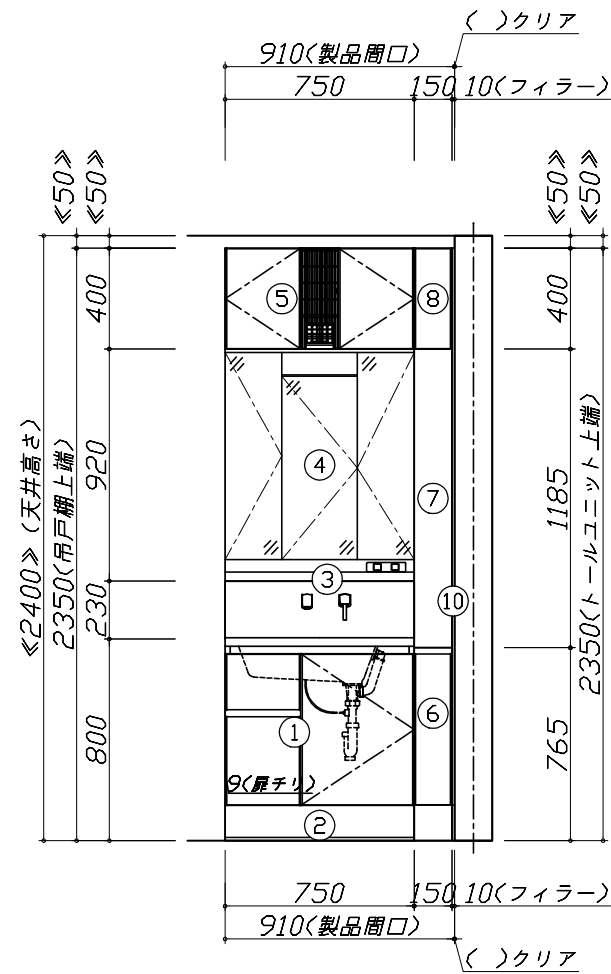 ( )クリア
910(製品間口)
750 150 10(フィラー)
≪50≫
≪50≫
≪50≫
≪50≫
400
920
230
800
≪2400≫(天井高さ)
2350(吊戸棚上端)
400
1185
765
2350(トールユニット上端)
5
8
4
7
3
10
1
6
9(扉チリ)
2
750 150 10(フィラー)
910(製品間口)
( )クリア